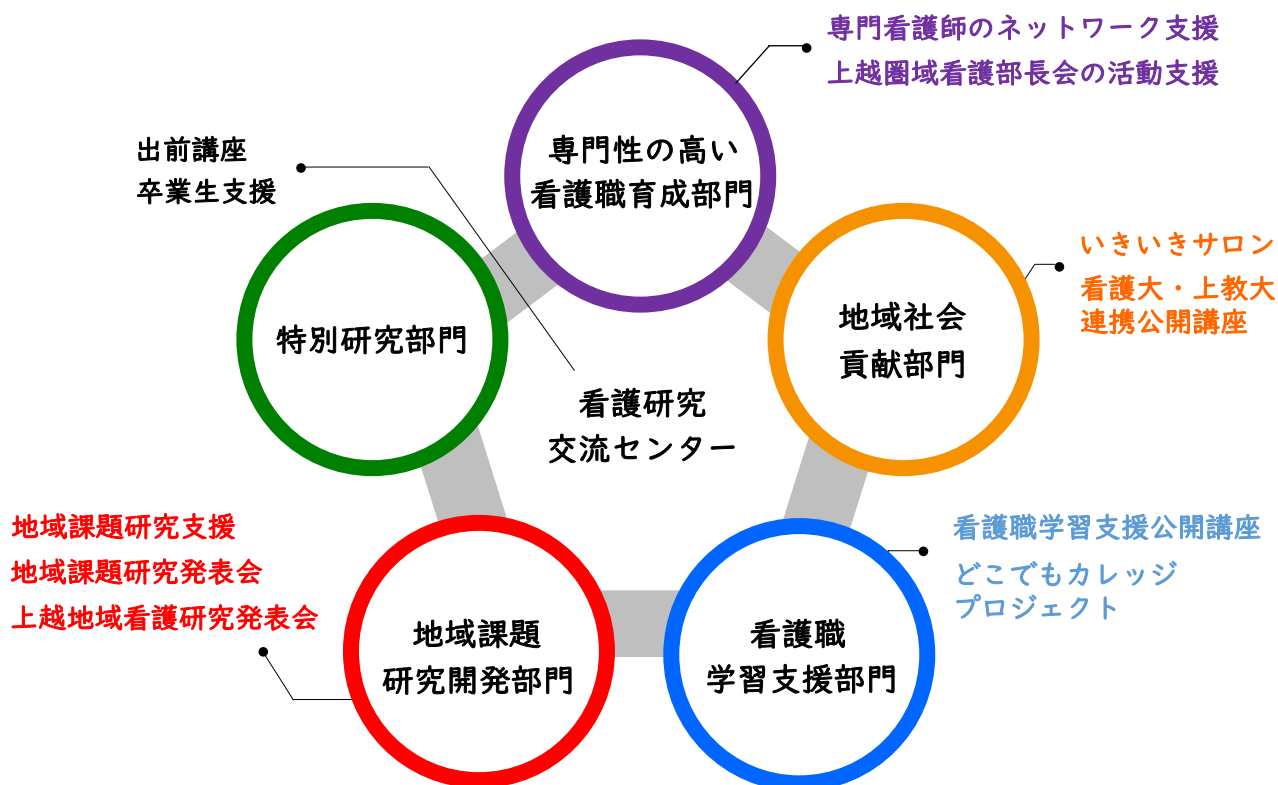 専門看護師のネットワーク支援
上越圏域看護部長会の活動支援
専門性の高い
看護職育成部門
出前講座
卒業生支援
いきいきサロン
看護大・上教大
連携公開講座
地域社会
貢献部門
特別研究部門
看護研究
交流センター
地域課題研究支援
地域課題研究発表会
上越地域看護研究発表会
看護職学習支援公開講座
どこでもカレッジ
プロジェクト
地域課題
研究開発部門
看護職
学習支援部門